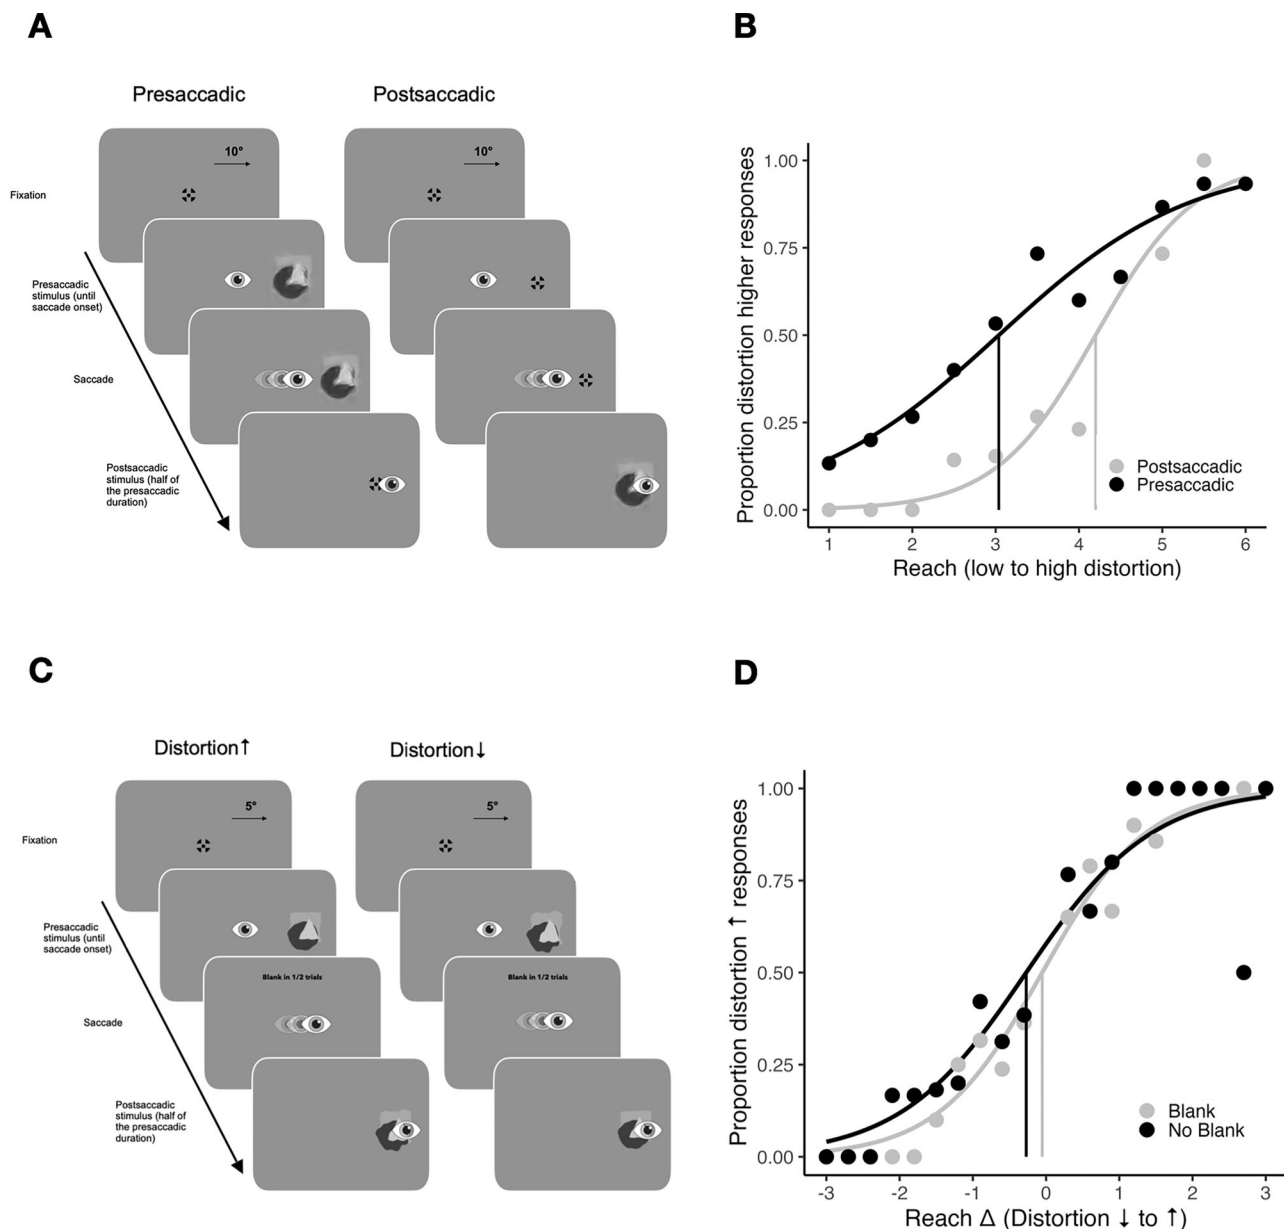 A
Presaccadic
Postsaccadic
10°
10°
Fixation
Presaccadic
stimulus (until
saccade onset)
Saccade
Postsaccadic
stimulus (half of
the presaccadic
duration)
B
Proportion distortion higher responses
1.00
0.75
0.50
0.25
0.00
Postsaccadic
Presaccadic
1 2 3 4 5 6
Reach (low to high distortion)
C
Distortion↑
Distortion↓
5°
5°
Fixation
Presaccadic
stimulus (until
saccade onset)
Blank in 1/2 trials
Blank in 1/2 trials
Saccade
Postsaccadic
stimulus (half of
the presaccadic
duration)
D
Proportion distortion ↑ responses
1.00
0.75
0.50
0.25
0.00
Blank
No Blank
-3 -2 -1 0 1 2 3
Reach Δ (Distortion ↓ to ↑)